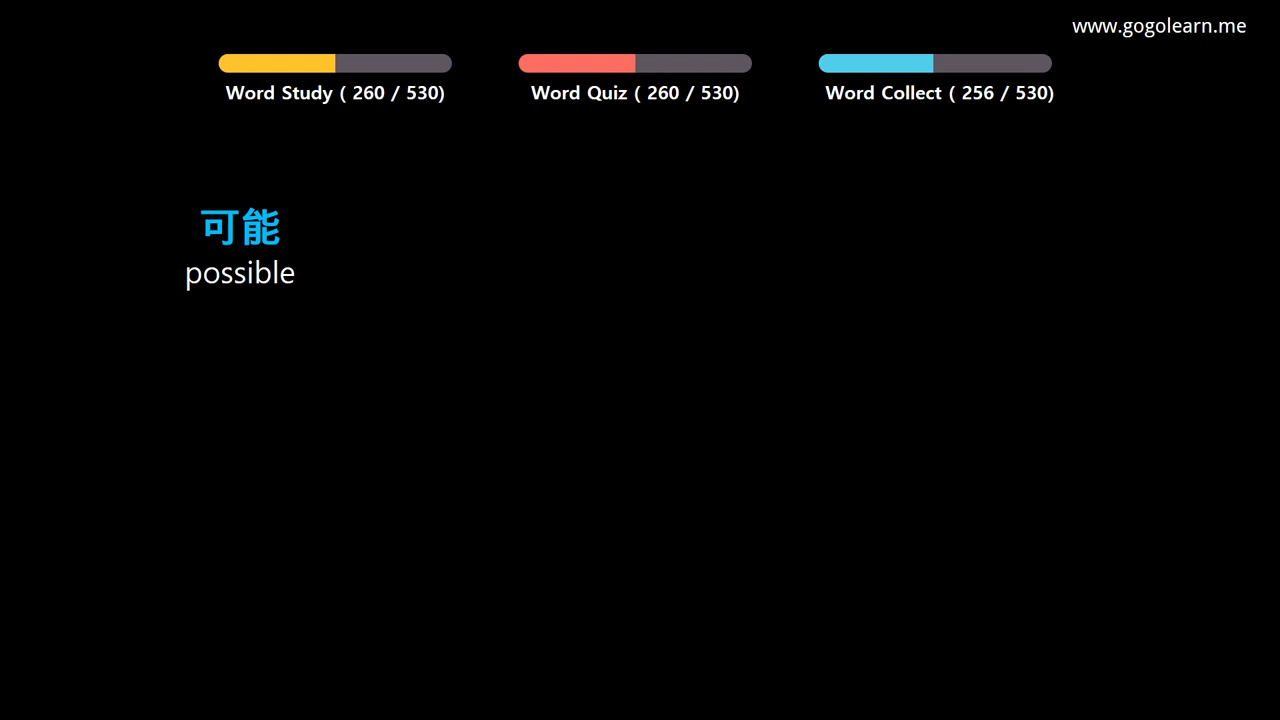 www.gogolearn.me
Word Study ( 260 / 530)
Word Quiz ( 260 / 530)
Word Collect ( 256 / 530)
可能
possible